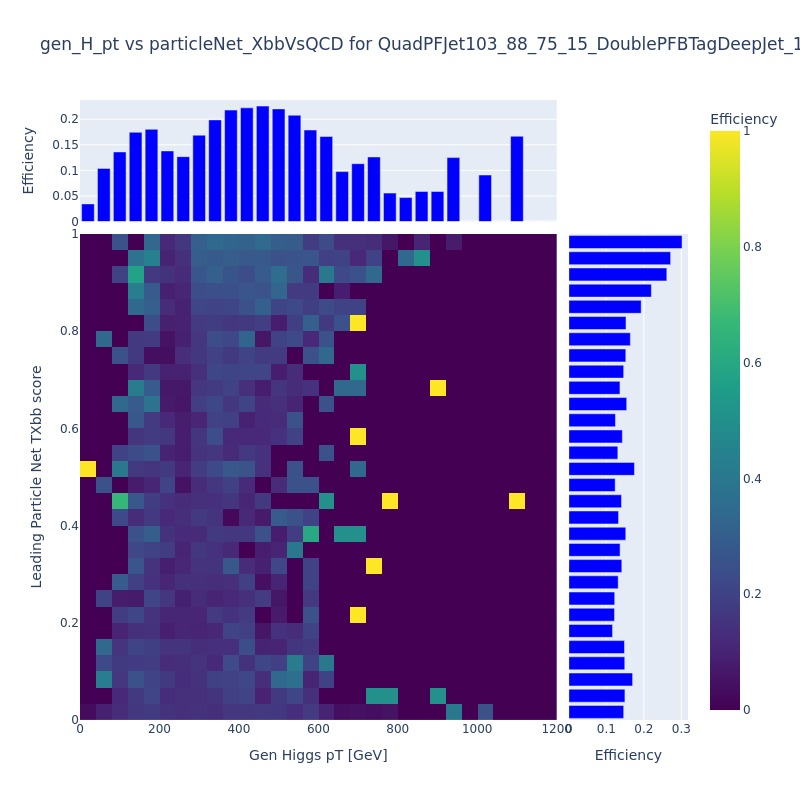 gen_H_pt vs particleNet_XbbVsQCD for QuadPFJet103_88_75_15_DoublePFBTagDeepJet_1
Efficiency
0.2
0.15
0.1
0.05
0
Efficiency
1
0.8
0.6
0.4
0.2
0
Leading Particle Net TXbb score
1
0.8
0.6
0.4
0.2
0
0 200 400 600 800 1000 1200
Gen Higgs pT [GeV]
0 0.1 0.2 0.3
Efficiency